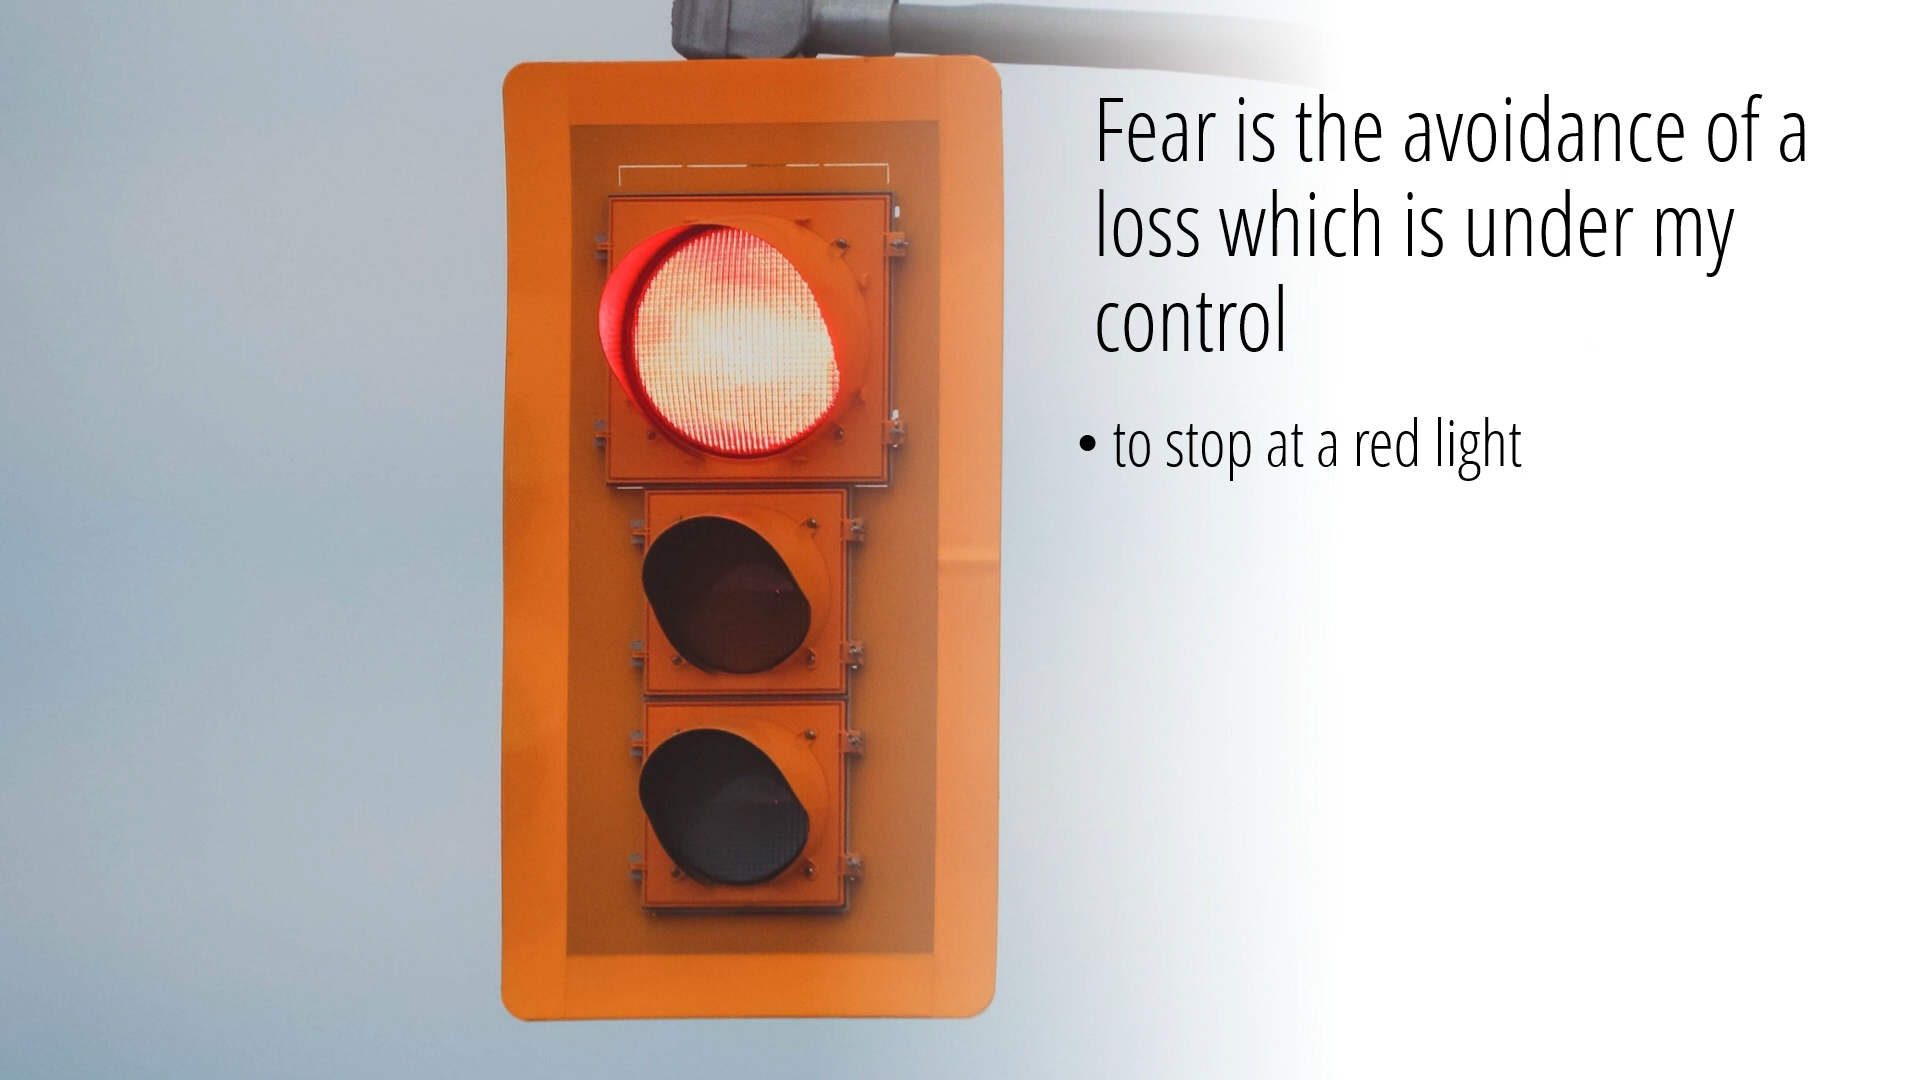 Fear is the avoidance of a
loss which is under my
control
• to stop at a red light